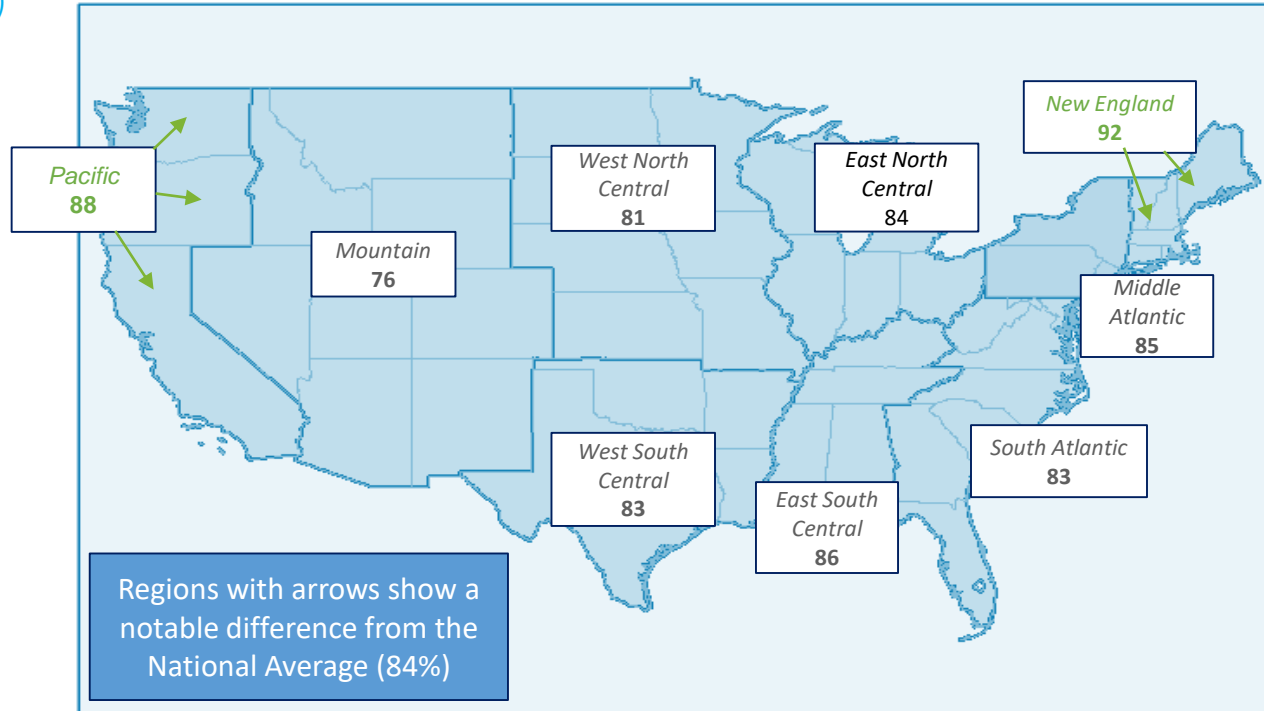 New England
92
West North
Central
81
East North
Central
84
Pacific
88
Mountain
76
Middle
Atlantic
85
West South
Central
83
South Atlantic
83
East South
Central
86
Regions with arrows show a
notable difference from the
National Average (84%)